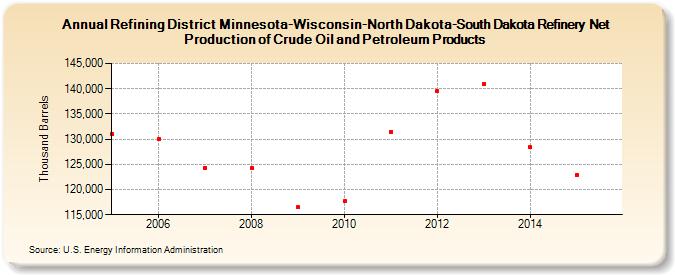 Annual Refining District Minnesota-Wisconsin-North Dakota-South Dakota Refinery Net
Production of Crude Oil and Petroleum Products
Thousand Barrels
145,000
140,000
135,000
130,000
125,000
120,000
115,000
2006 2008 2010 2012 2014
Source: U.S. Energy Information Administration